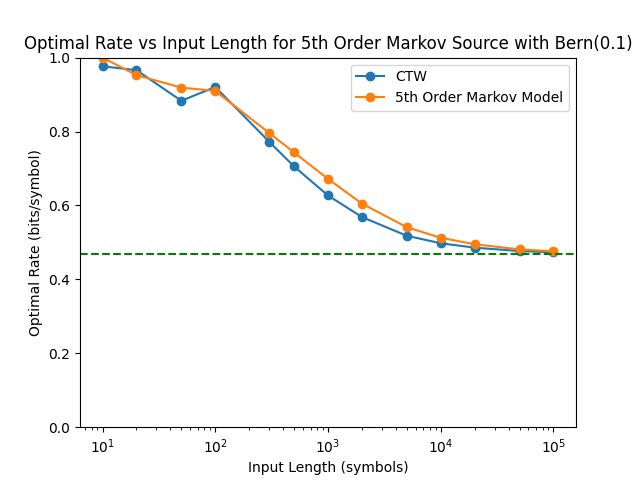 Optimal Rate vs Input Length for 5th Order Markov Source with Bern(0.1)
CTW
5th Order Markov Model
1.0
0.8
0.6
0.4
0.2
0.0
Optimal Rate (bits/symbol)
10¹ 10² 10³ 10⁴ 10⁵
Input Length (symbols)